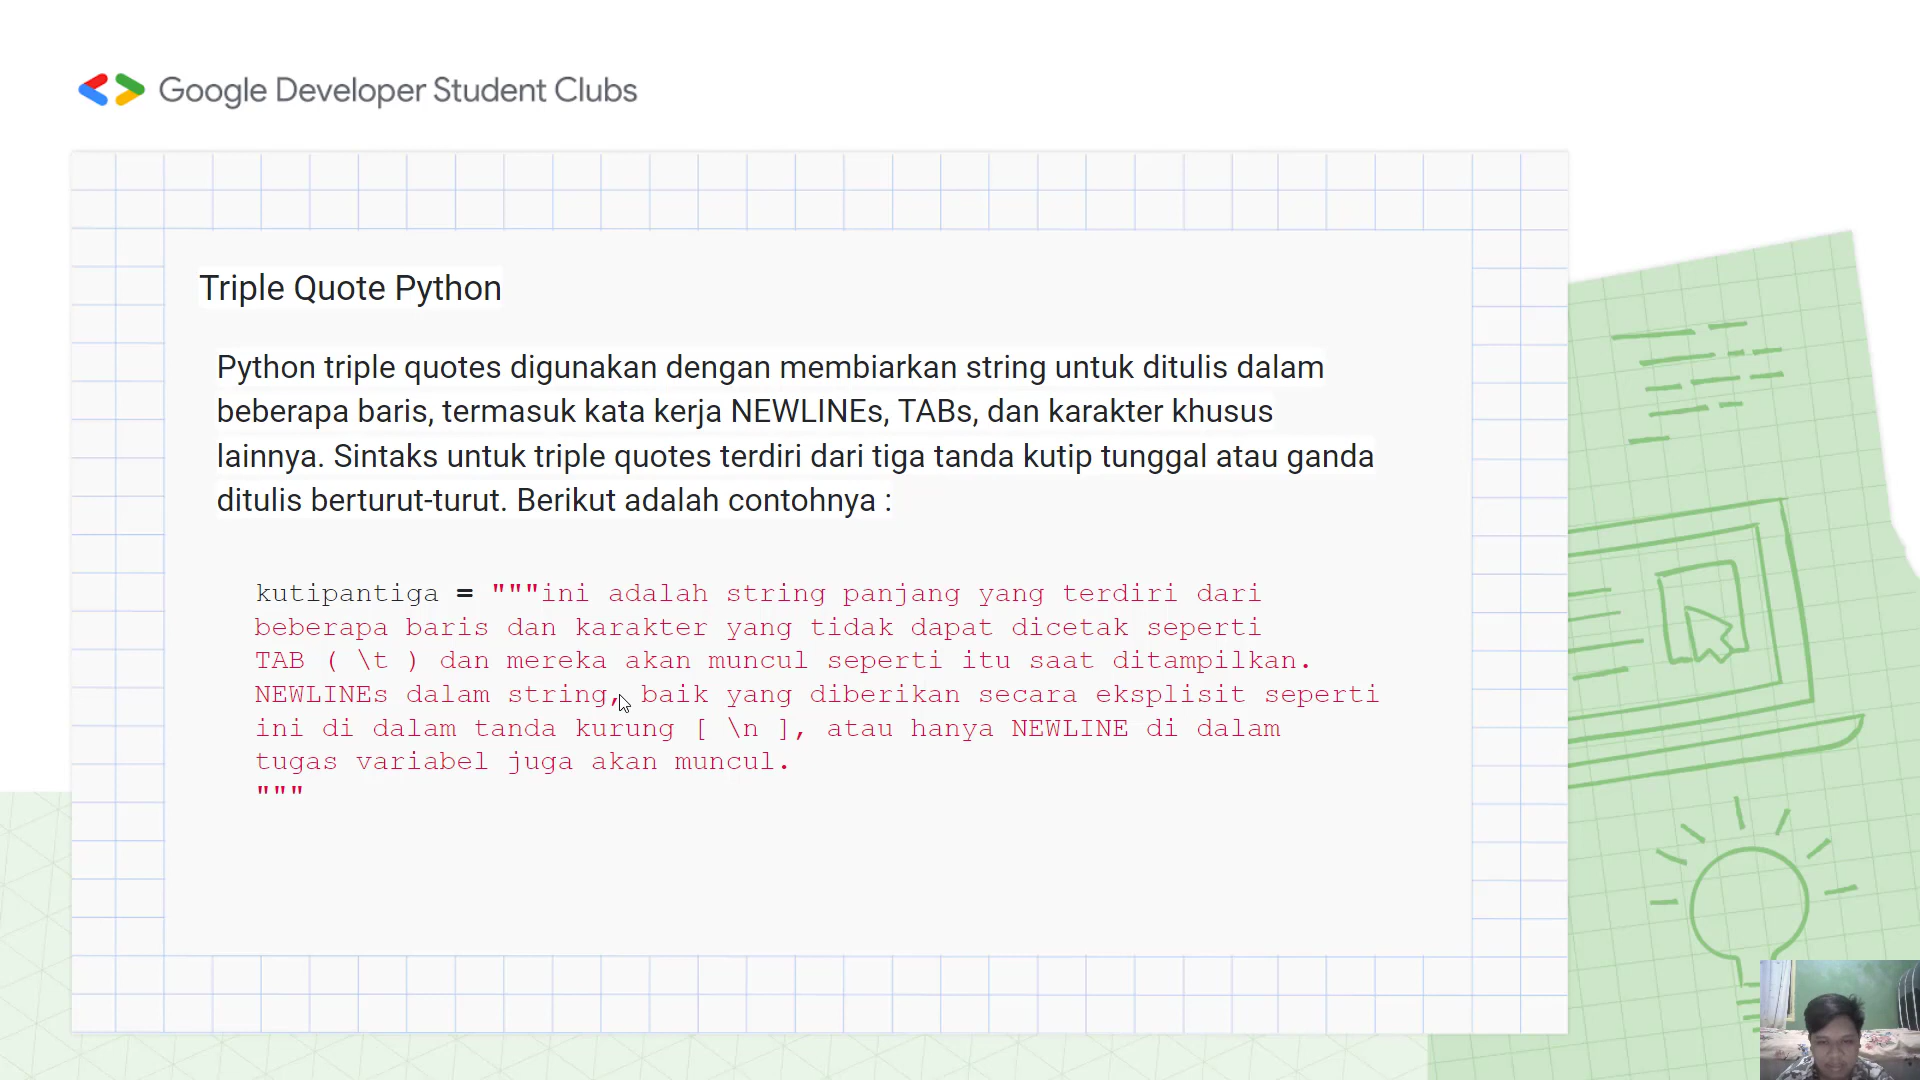 Google Developer Student Clubs
Triple Quote Python
Python triple quotes digunakan dengan membiarkan string untuk ditulis dalam
beberapa baris, termasuk kata kerja NEWLINEs, TABs, dan karakter khusus
lainnya. Sintaks untuk triple quotes terdiri dari tiga tanda kutip tunggal atau ganda
ditulis berturut-turut. Berikut adalah contohnya :
kutipantiga = """ini adalah string panjang yang terdiri dari
beberapa baris dan karakter yang tidak dapat dicetak seperti
TAB ( \t ) dan mereka akan muncul seperti itu saat ditampilkan.
NEWLINEs dalam string, baik yang diberikan secara eksplisit seperti
ini di dalam tanda kurung [ \n ], atau hanya NEWLINE di dalam
tugas variabel juga akan muncul.
"""